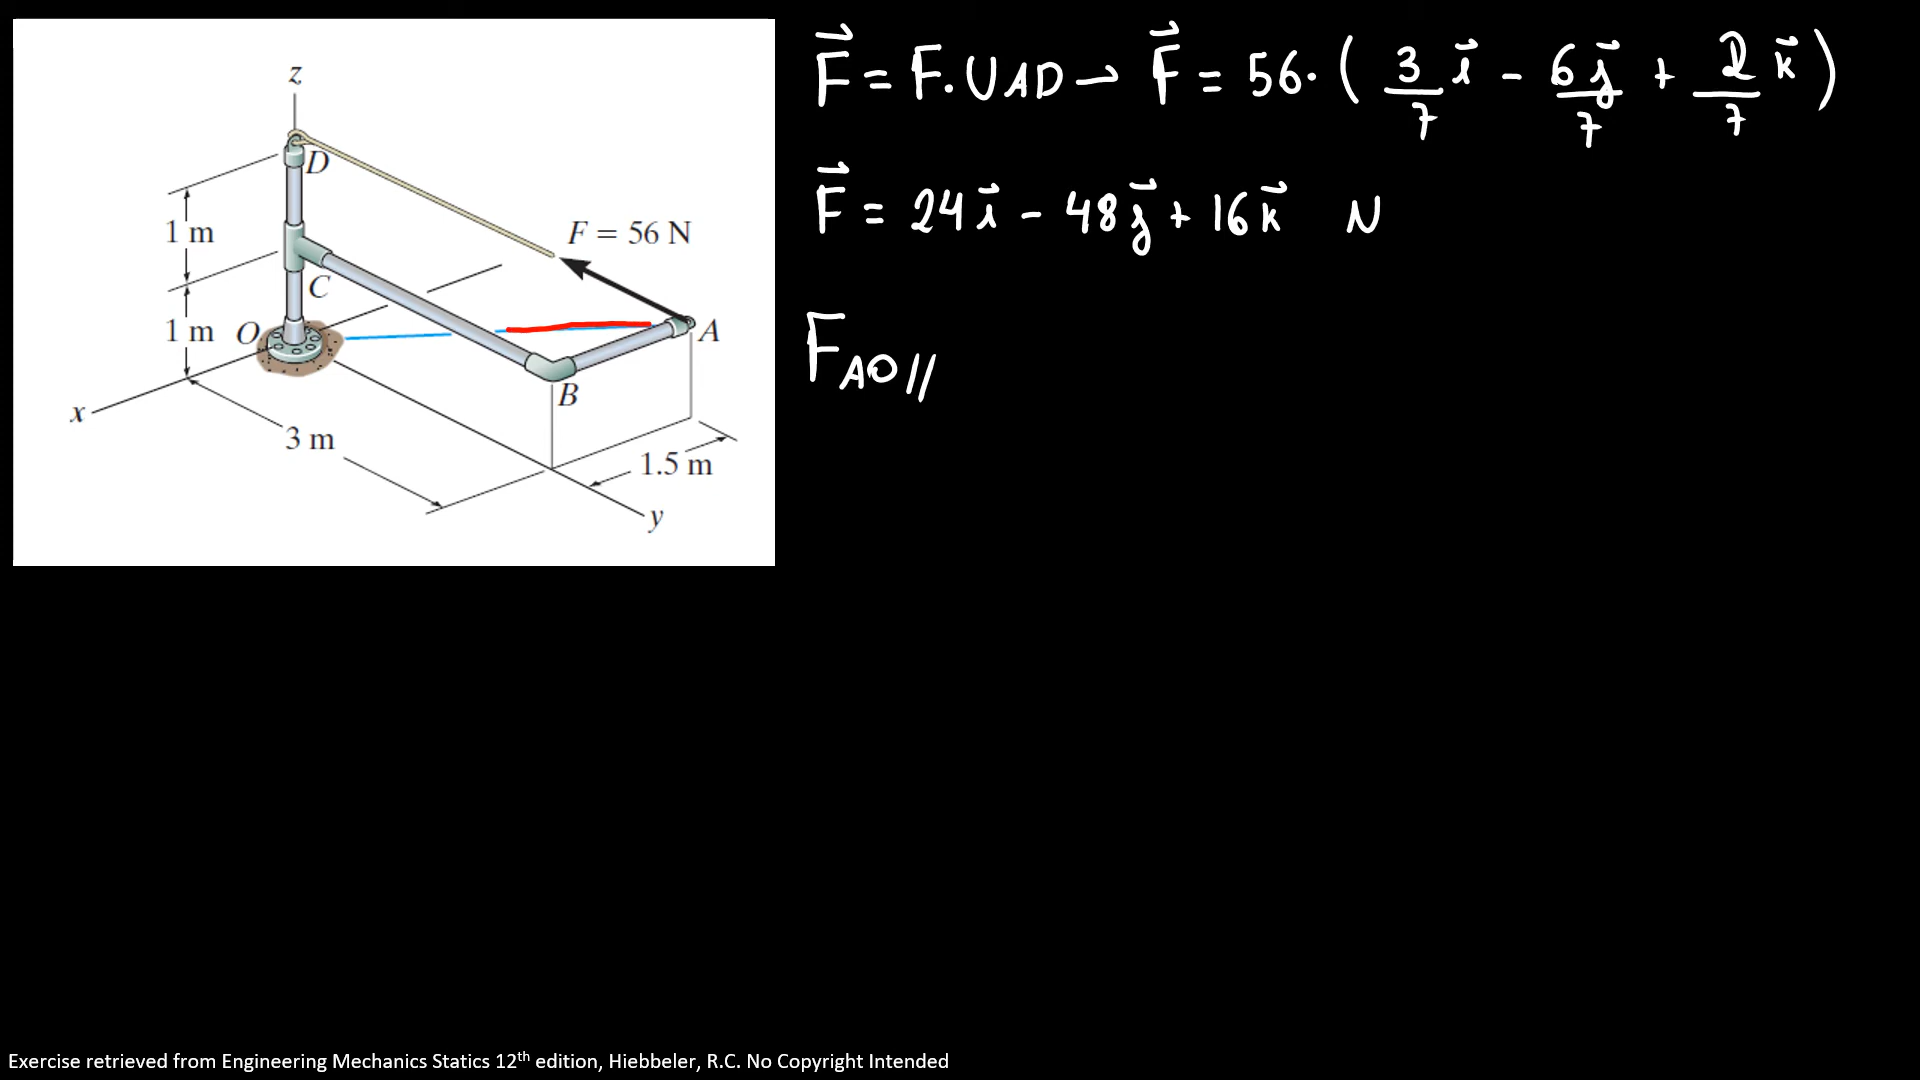 z
D
1 m
F = 56 N
C
1 m
O
A
B
x
3 m
1.5 m
y
F⃗ = F. UAD → F⃗ = 56 · ( 3/7 i⃗ - 6/7 j⃗ + 2/7 k⃗ )
F⃗ = 24 i⃗ - 48 j⃗ + 16 k⃗ N
FAO//
Exercise retrieved from Engineering Mechanics Statics 12th edition, Hiebbeler, R.C. No Copyright Intended